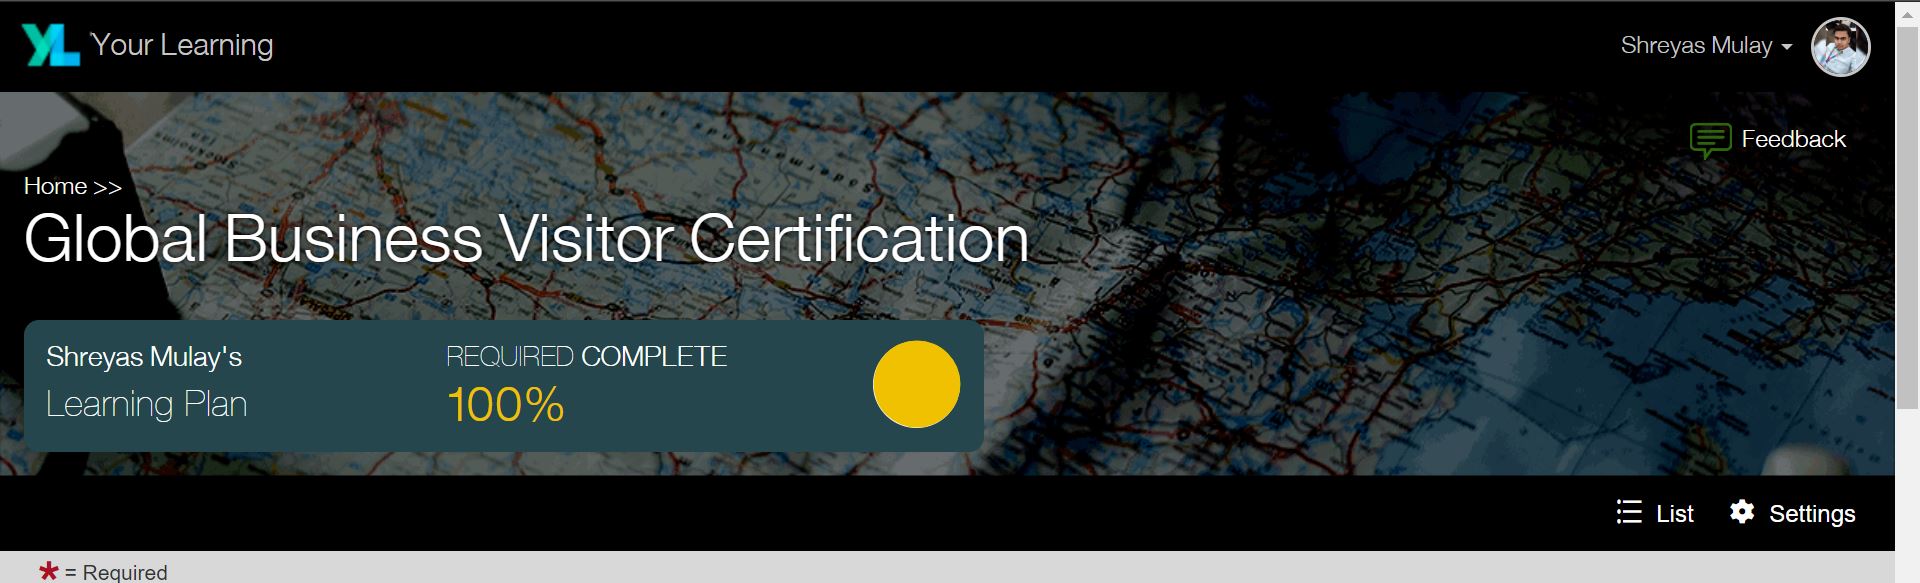 YL Your Learning
Shreyas Mulay
Feedback
Home >>
Global Business Visitor Certification
Shreyas Mulay's
Learning Plan
REQUIRED COMPLETE
100%
List
Settings
* = Required